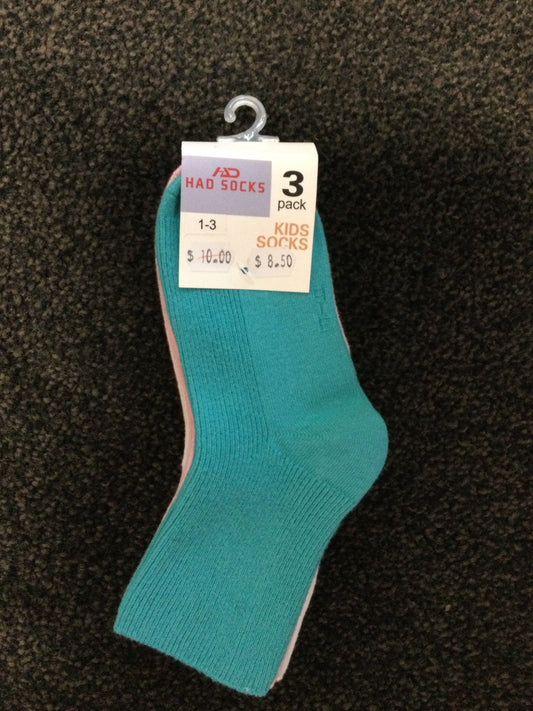 HAD
HAD SOCKS
3
pack
1-3
KIDS
SOCKS
$ 10.00
$ 8.50